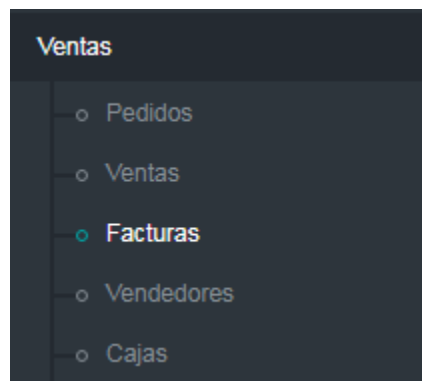 Ventas
Pedidos
Ventas
Facturas
Vendedores
Cajas